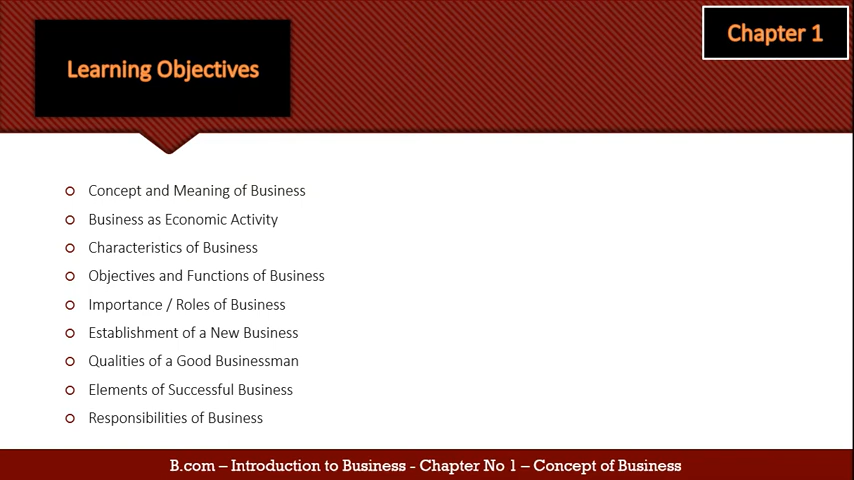 Learning Objectives
Chapter 1
Concept and Meaning of Business
Business as Economic Activity
Characteristics of Business
Objectives and Functions of Business
Importance / Roles of Business
Establishment of a New Business
Qualities of a Good Businessman
Elements of Successful Business
Responsibilities of Business
B.com – Introduction to Business - Chapter No 1 – Concept of Business